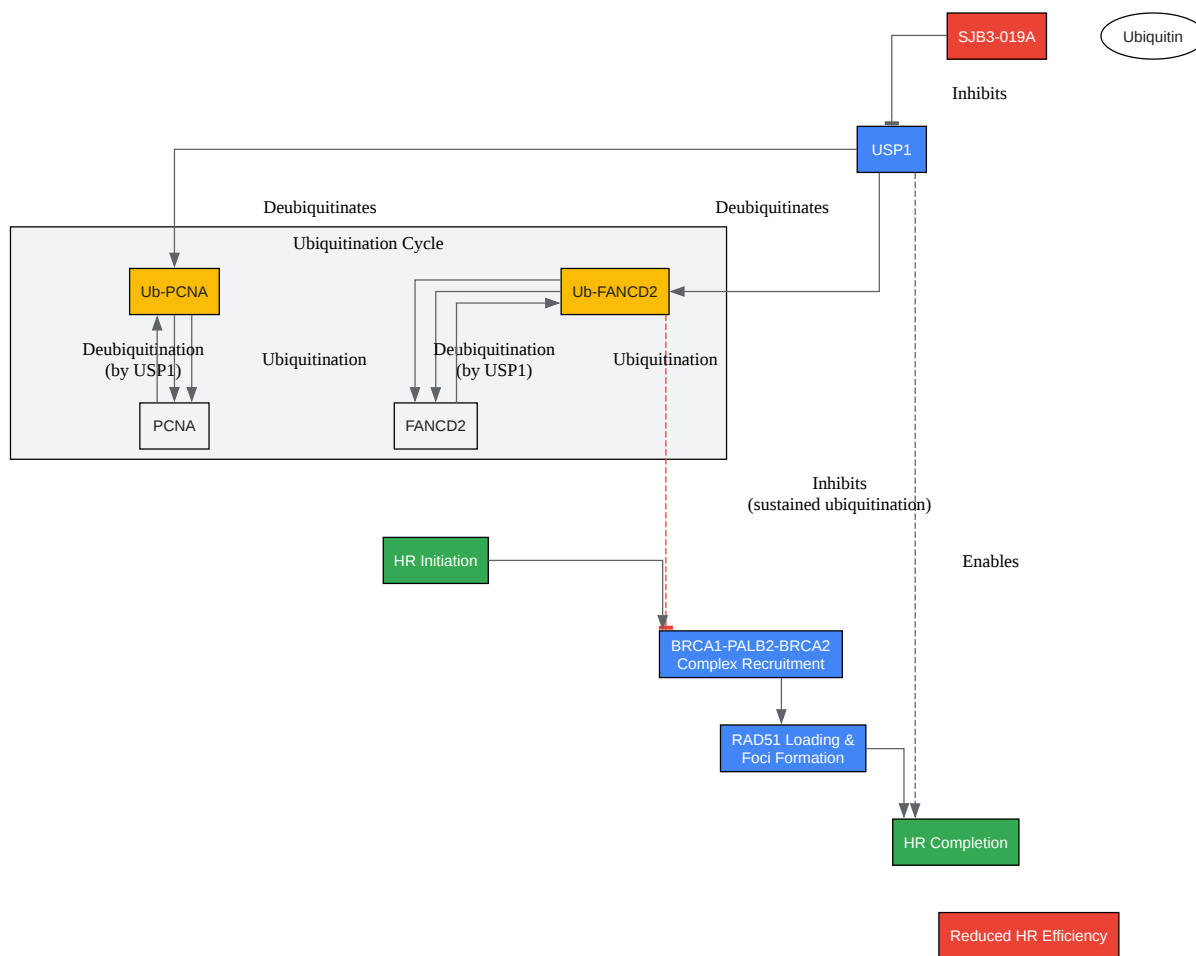 SJB3-019A
Ubiquitin
Inhibits
USP1
Deubiquitinates
Deubiquitinates
Ubiquitination Cycle
Ub-PCNA
Ub-FANCD2
Deubiquitination
(by USP1)
Ubiquitination
Deubiquitination
(by USP1)
Ubiquitination
PCNA
FANCD2
Inhibits
(sustained ubiquitination)
HR Initiation
Enables
BRCA1-PALB2-BRCA2
Complex Recruitment
RAD51 Loading &
Foci Formation
HR Completion
Reduced HR Efficiency